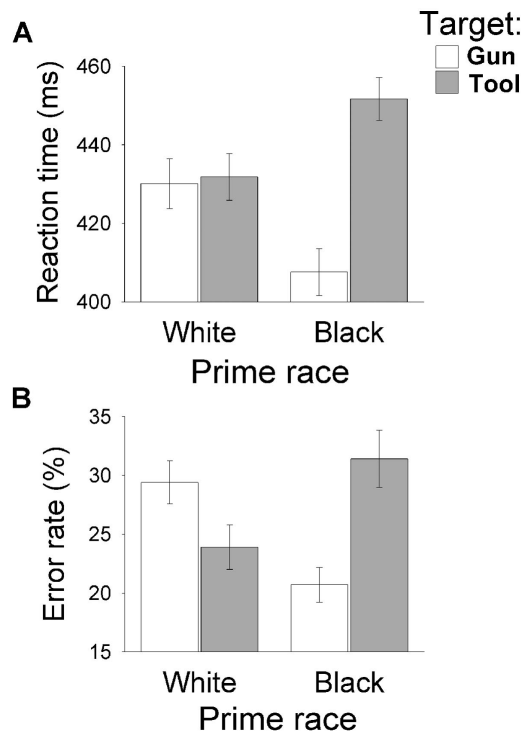 A
Target:
Gun
Tool
Reaction time (ms)
460
440
420
400
White Black
Prime race
B
Error rate (%)
35
30
25
20
15
White Black
Prime race